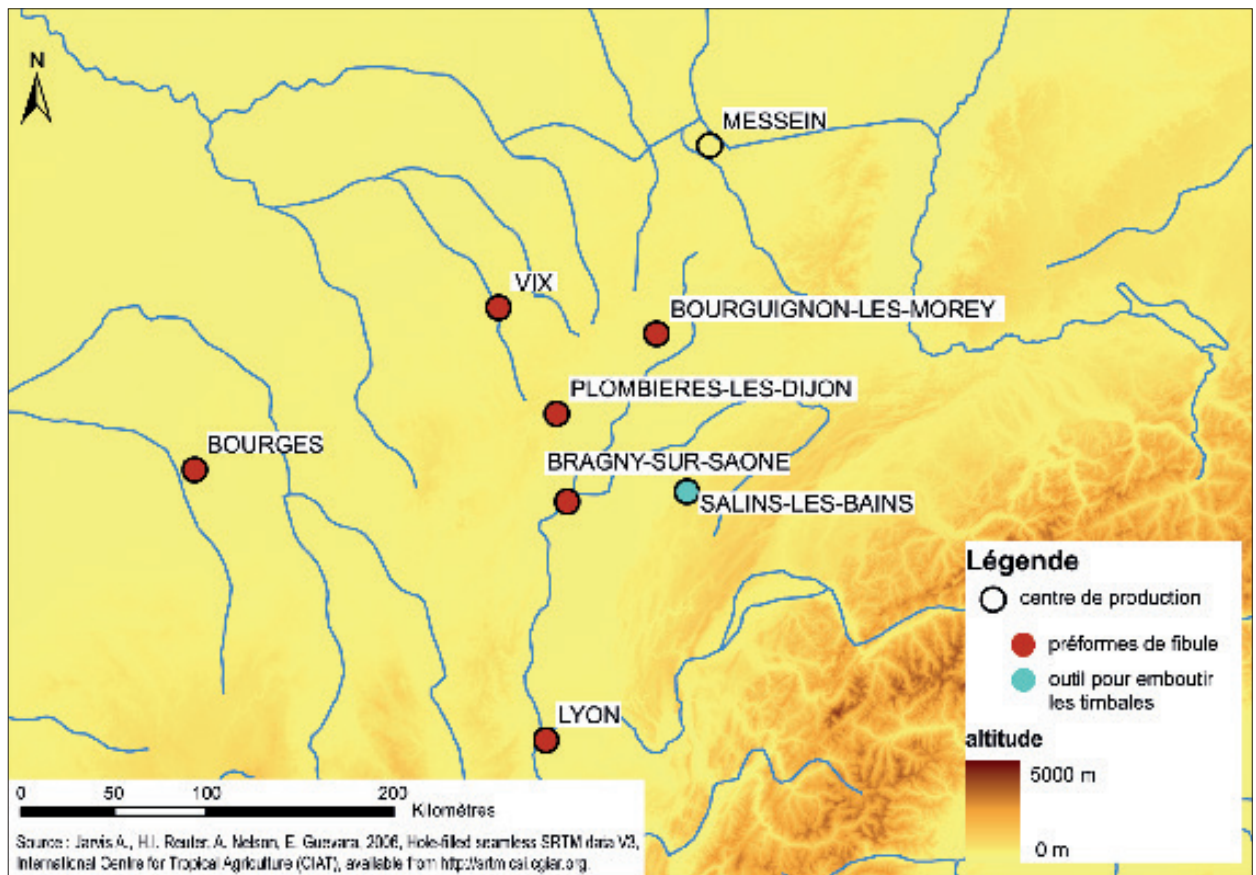 N
MESSEIN
VIX
BOURGUIGNON-LES-MOREY
PLOMBIERES-LES-DIJON
BOURGES
BRAGNY-SUR-SAONE
SALINS-LES-BAINS
LYON
Légende
centre de production
préformes de fibule
outil pour emboutir
les timbales
altitude
5000 m
0 m
0 50 100 200
Kilomètres
Source : Jarvis A., H.I. Reuter, A. Nelson, E. Guevara, 2006, Hole-filled seamless SRTM data V3,
International Centre for Tropical Agriculture (CIAT), available from http://srtm.csi.cgiar.org.